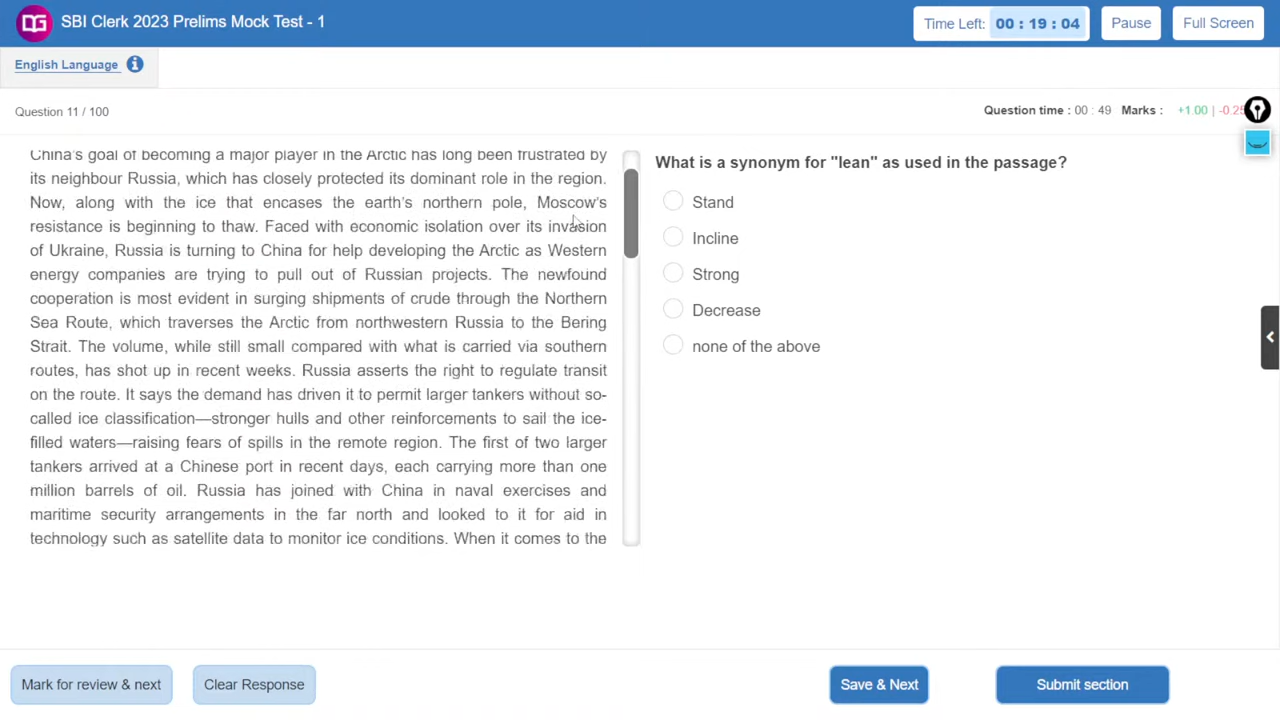 DG SBI Clerk 2023 Prelims Mock Test - 1 Time Left: 00 : 19 : 04 Pause Full Screen
English Language i
Question 11 / 100 Question time : 00 : 49 Marks : +1.00 | -0.25
China's goal of becoming a major player in the Arctic has long been frustrated by
its neighbour Russia, which has closely protected its dominant role in the region.
Now, along with the ice that encases the earth's northern pole, Moscow's
resistance is beginning to thaw. Faced with economic isolation over its invasion
of Ukraine, Russia is turning to China for help developing the Arctic as Western
energy companies are trying to pull out of Russian projects. The newfound
cooperation is most evident in surging shipments of crude through the Northern
Sea Route, which traverses the Arctic from northwestern Russia to the Bering
Strait. The volume, while still small compared with what is carried via southern
routes, has shot up in recent weeks. Russia asserts the right to regulate transit
on the route. It says the demand has driven it to permit larger tankers without so-
called ice classification—stronger hulls and other reinforcements to sail the ice-
filled waters—raising fears of spills in the remote region. The first of two larger
tankers arrived at a Chinese port in recent days, each carrying more than one
million barrels of oil. Russia has joined with China in naval exercises and
maritime security arrangements in the far north and looked to it for aid in
technology such as satellite data to monitor ice conditions. When it comes to the
What is a synonym for "lean" as used in the passage?
Stand
Incline
Strong
Decrease
none of the above
Mark for review & next Clear Response Save & Next Submit section